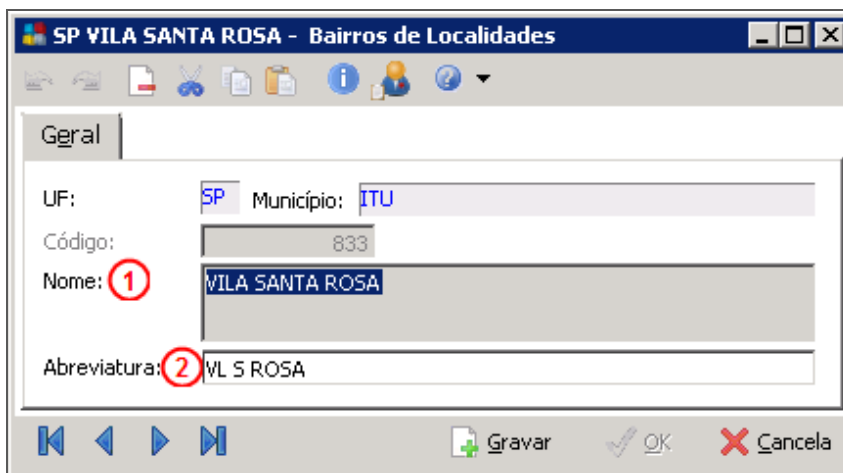 SP VILA SANTA ROSA - Bairros de Localidades
Geral
UF: SP Município: ITU
Código: 833
Nome: 1 VILA SANTA ROSA
Abreviatura: 2 VL S ROSA
Gravar OK Cancela